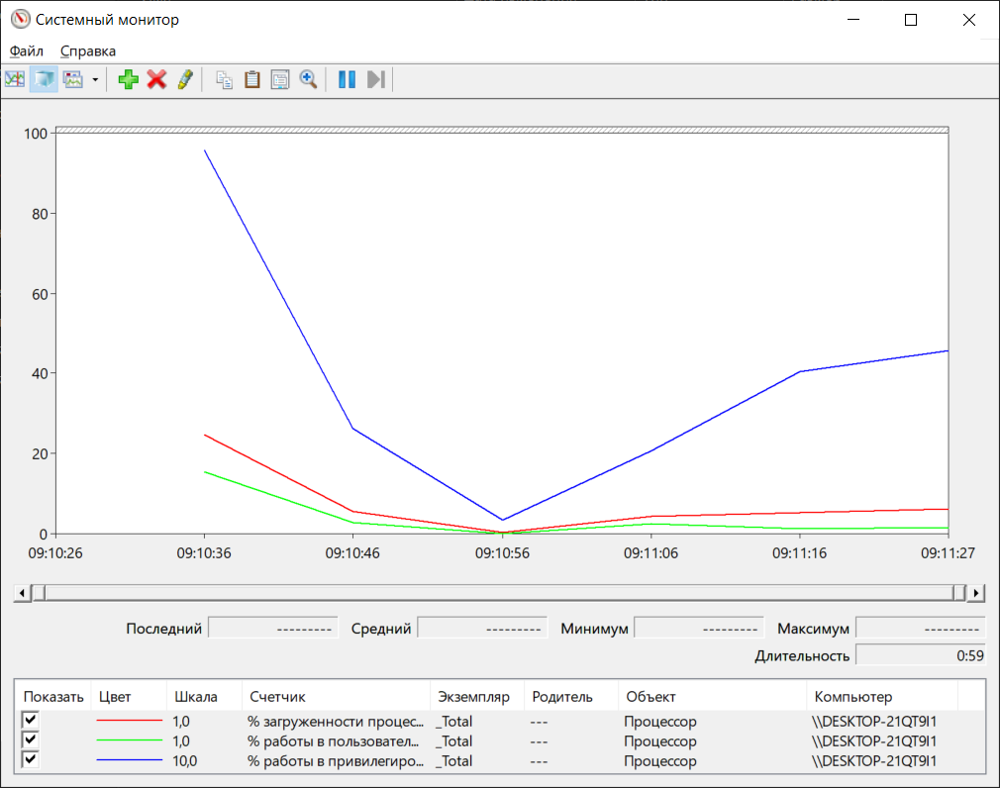 Системный монитор
Файл Справка
100
80
60
40
20
0
09:10:26 09:10:36 09:10:46 09:10:56 09:11:06 09:11:16 09:11:27
Последний --------- Средний --------- Минимум --------- Максимум ---------
Длительность 0:59
Показать Цвет Шкала Счетчик Экземпляр Родитель Объект Компьютер
1,0 % загруженности процес... _Total --- Процессор \\DESKTOP-21QT9I1
1,0 % работы в пользовател... _Total --- Процессор \\DESKTOP-21QT9I1
10,0 % работы в привилегиро... _Total --- Процессор \\DESKTOP-21QT9I1